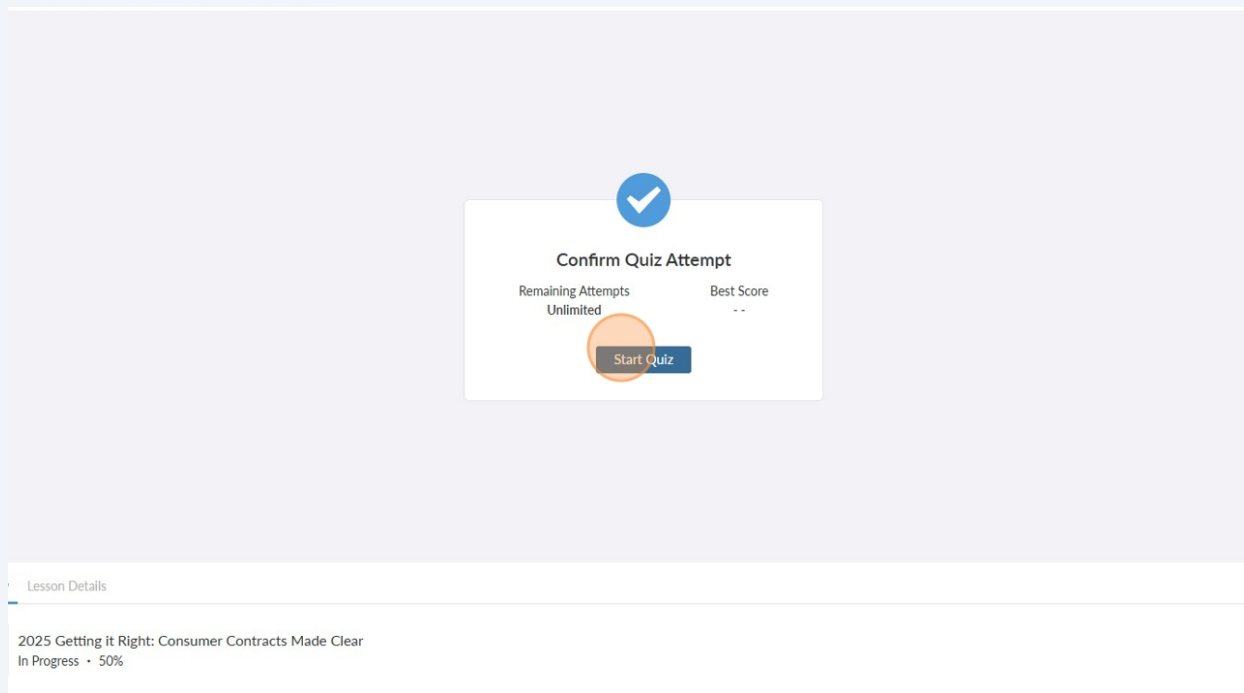 Confirm Quiz Attempt
Remaining Attempts Best Score
Unlimited - -
Start Quiz
Lesson Details
2025 Getting it Right: Consumer Contracts Made Clear
In Progress • 50%